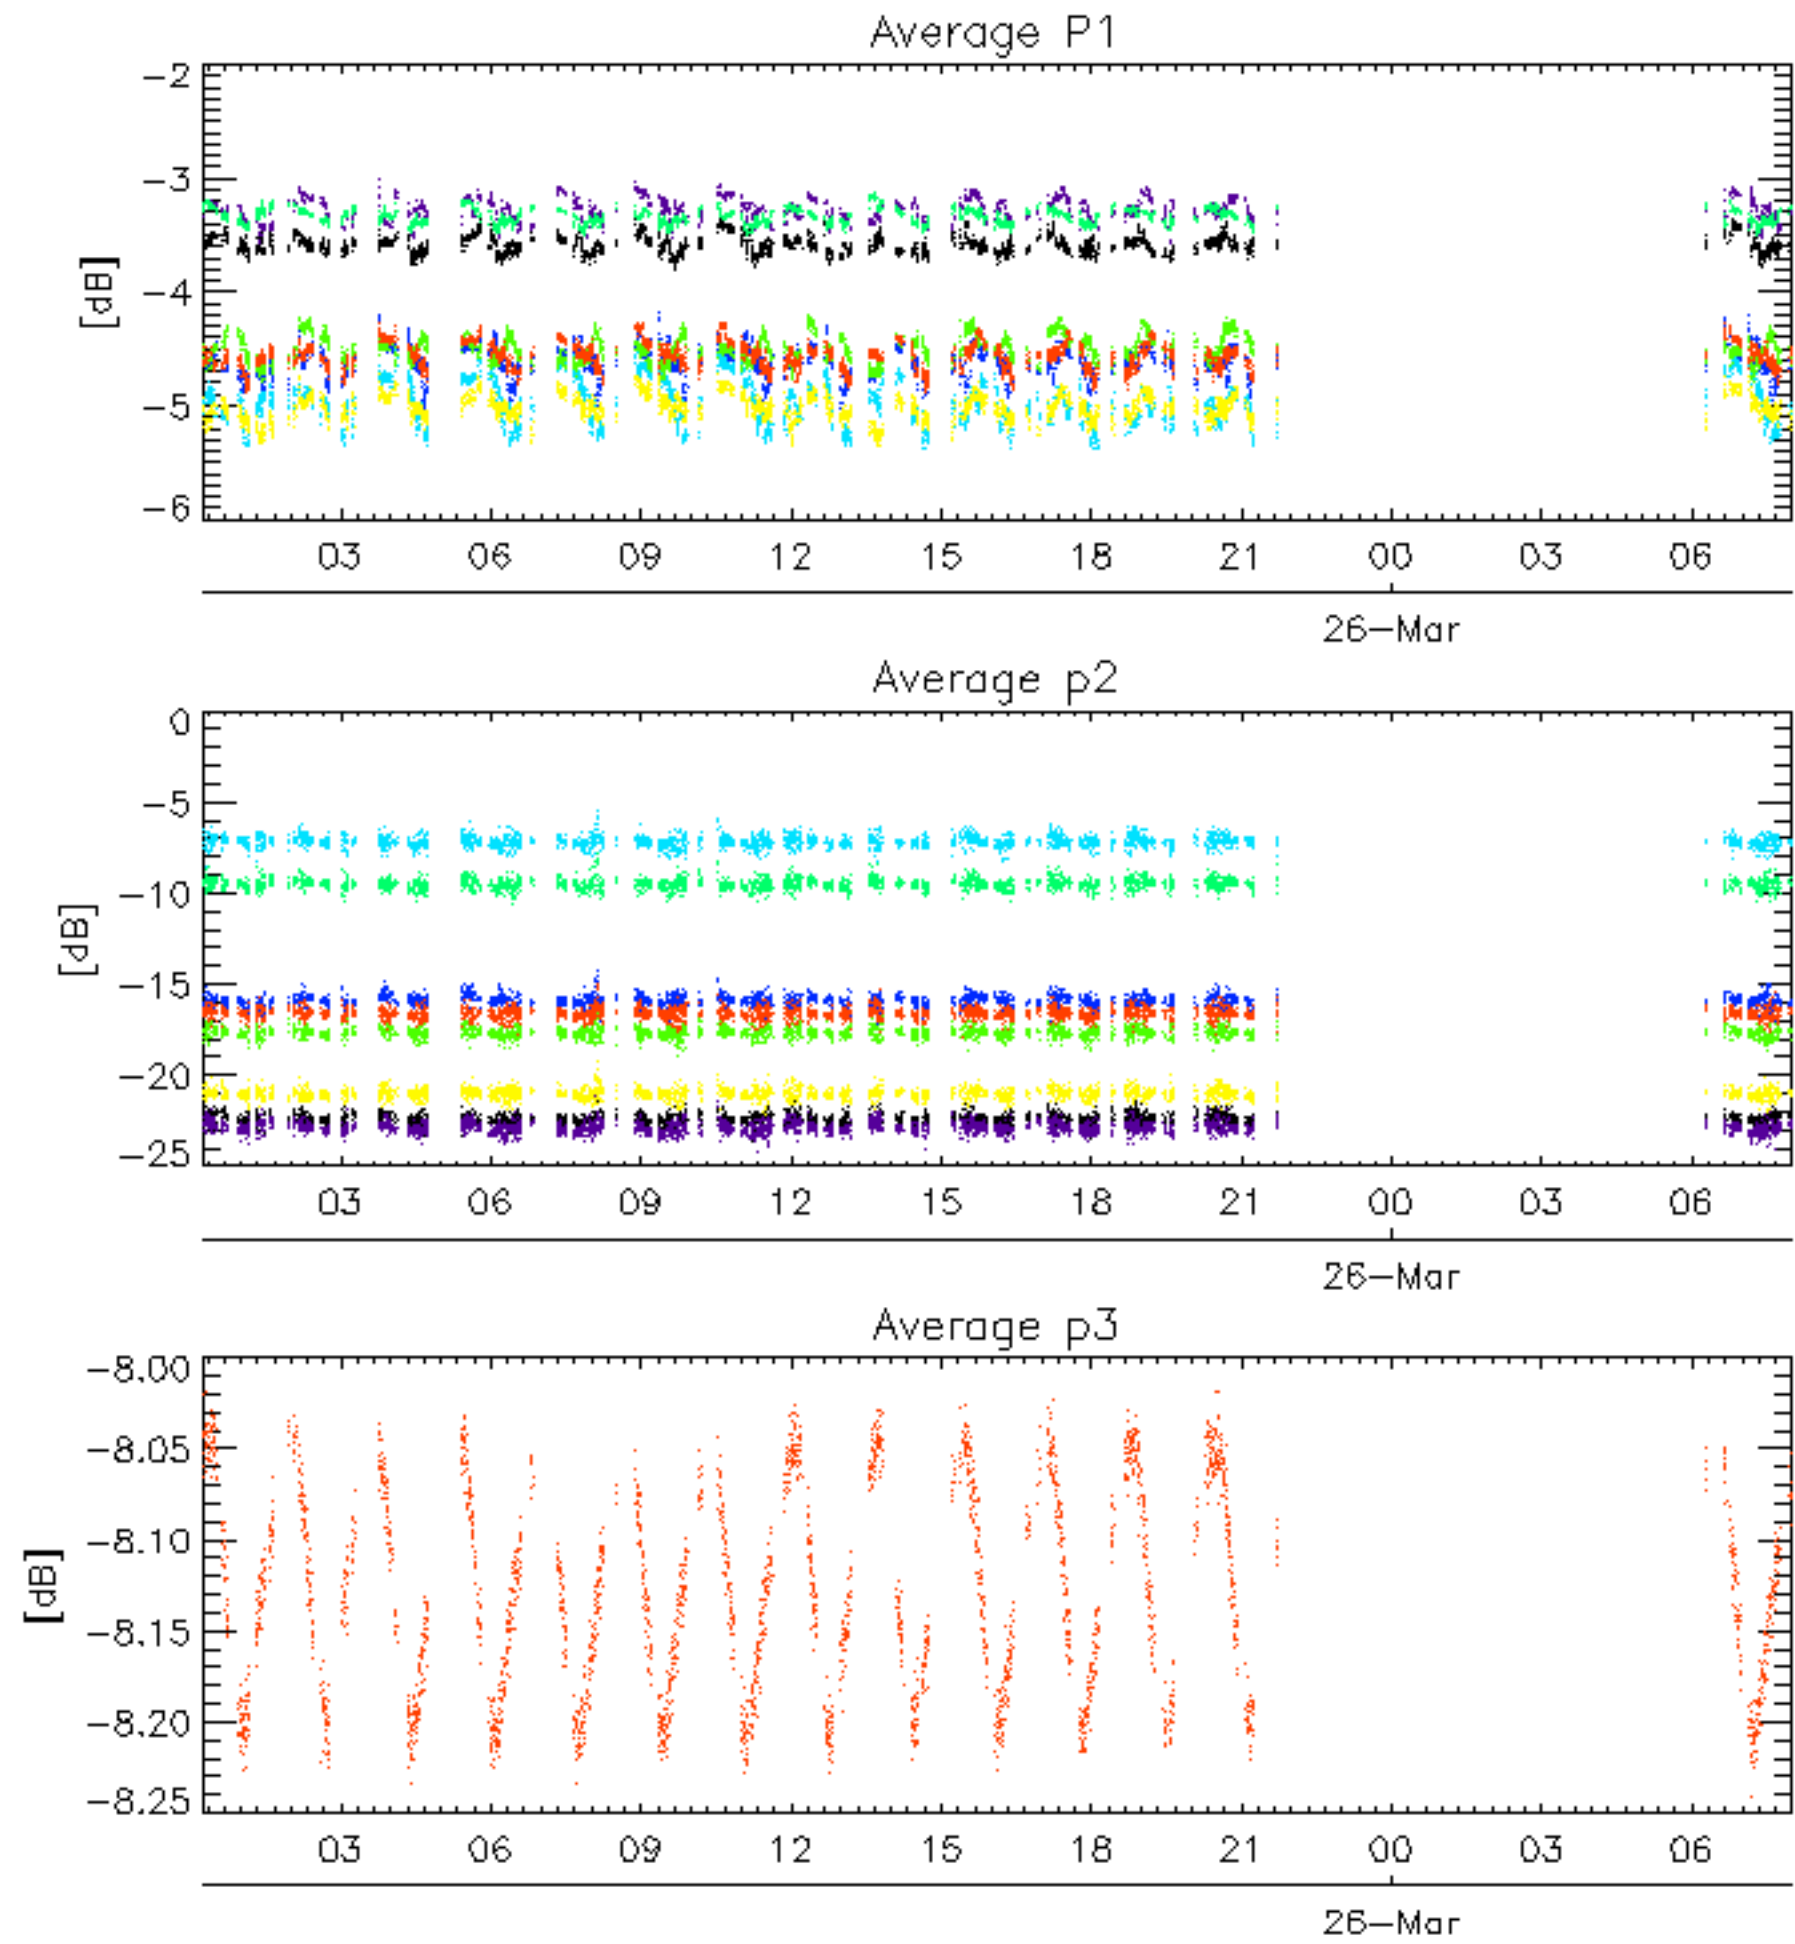 Average P1
-2
-3
-4
-5
-6
[dB]
03 06 09 12 15 18 21 00 03 06
26-Mar
Average p2
0
-5
-10
-15
-20
-25
[dB]
03 06 09 12 15 18 21 00 03 06
26-Mar
Average p3
-8.00
-8.05
-8.10
-8.15
-8.20
-8.25
[dB]
03 06 09 12 15 18 21 00 03 06
26-Mar